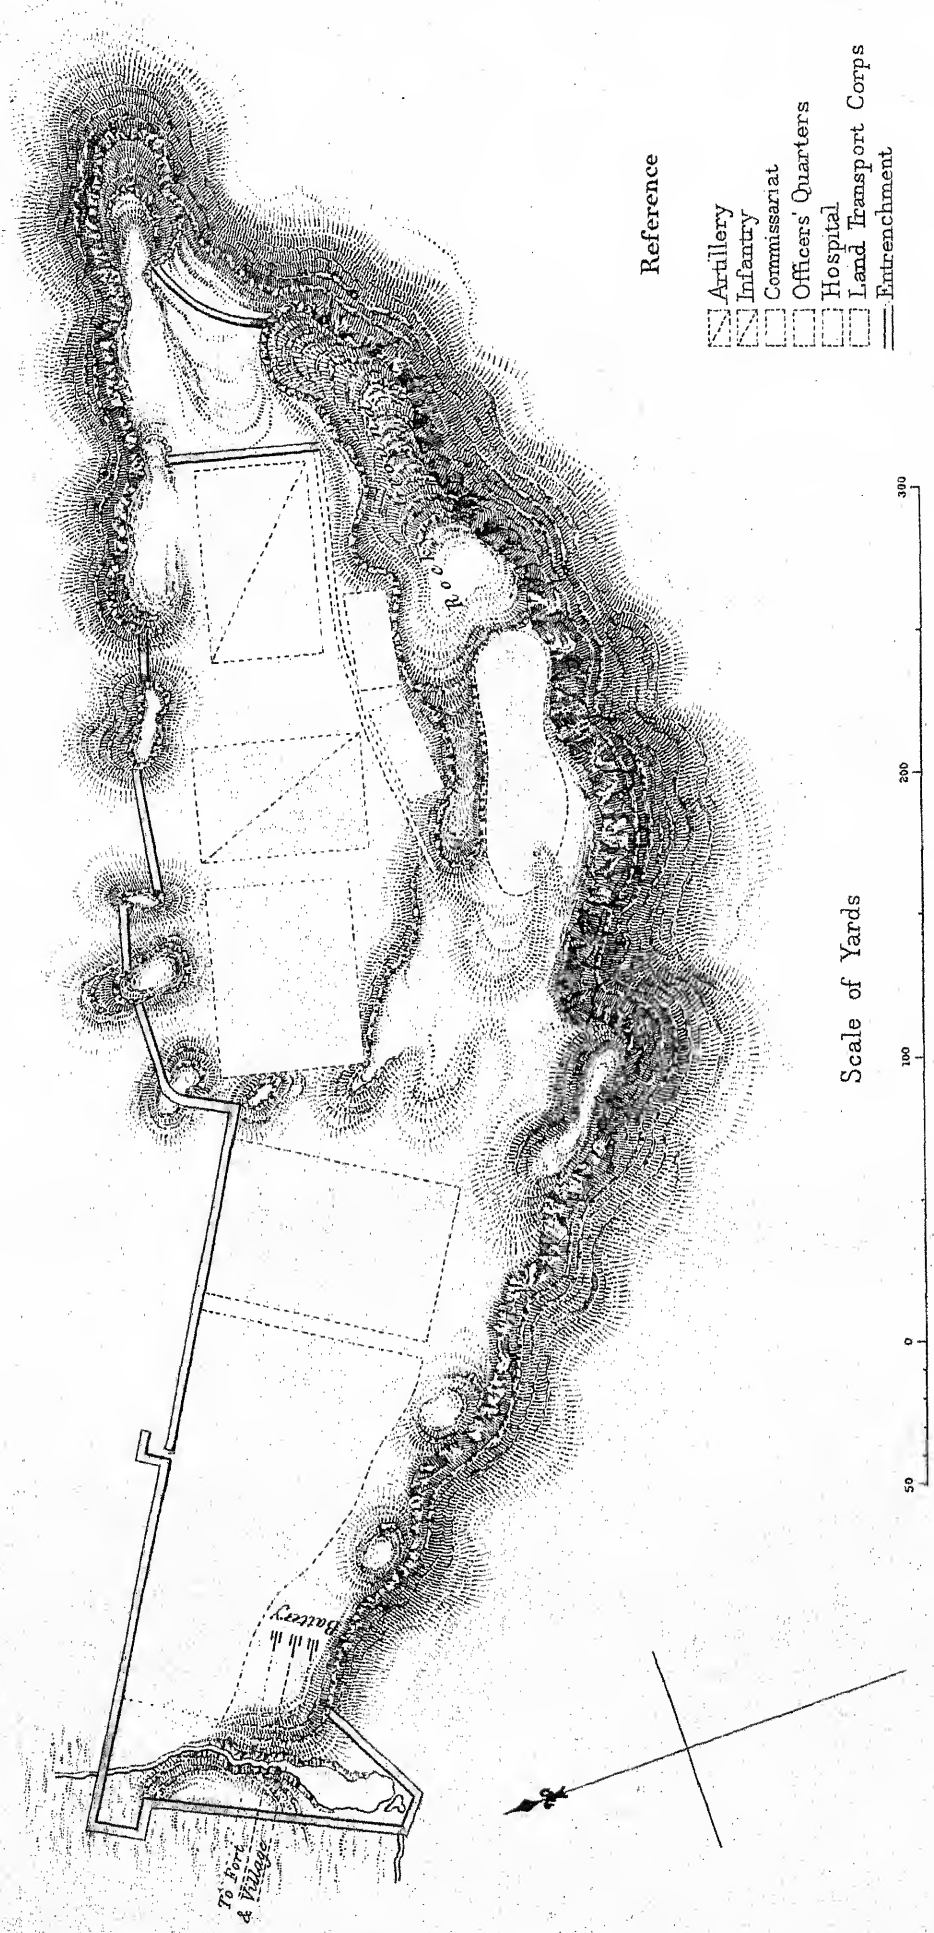 Reference
Artillery
Infantry
Commissariat
Officers' Quarters
Hospital
Land Transport Corps
Entrenchment
Rock
Battery
To Fort
& Village
Scale of Yards
50
0
100
200
300